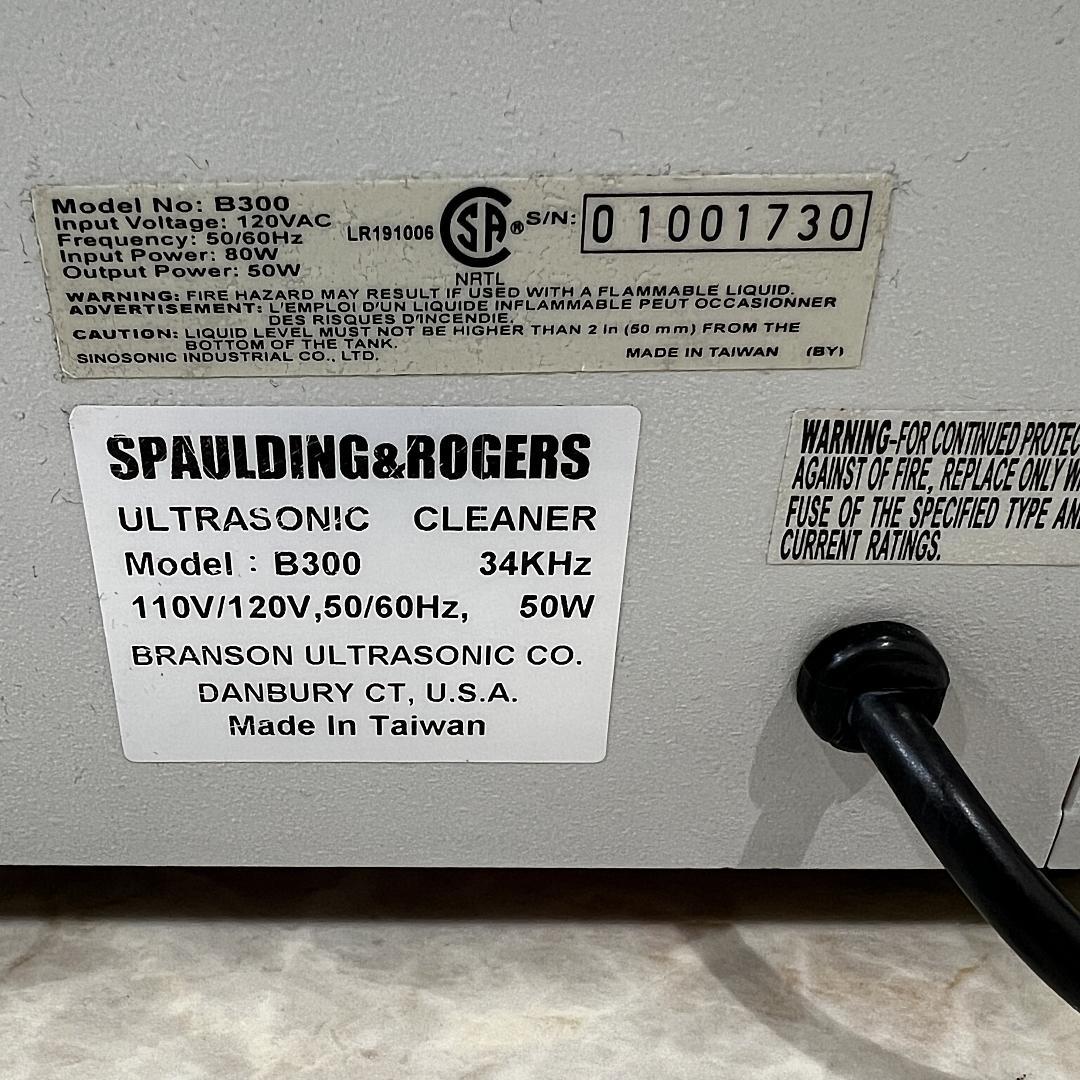 Model No: B300
Input Voltage: 120VAC
Frequency: 50/60Hz
Input Power: 80W
Output Power: 50W
LR191006
SA®
NRTL
S/N: 01001730
WARNING: FIRE HAZARD MAY RESULT IF USED WITH A FLAMMABLE LIQUID.
ADVERTISEMENT: L'EMPLOI D'UN LIQUIDE INFLAMMABLE PEUT OCCASIONNER
DES RISQUES D'INCENDIE.
CAUTION: LIQUID LEVEL MUST NOT BE HIGHER THAN 2 in (50 mm) FROM THE
BOTTOM OF THE TANK.
SINOSONIC INDUSTRIAL CO., LTD. MADE IN TAIWAN (BY)
SPAULDING&ROGERS
ULTRASONIC CLEANER
Model : B300 34KHz
110V/120V,50/60Hz, 50W
BRANSON ULTRASONIC CO.
DANBURY CT, U.S.A.
Made In Taiwan
WARNING-FOR CONTINUED PROTEC
AGAINST OF FIRE, REPLACE ONLY W
FUSE OF THE SPECIFIED TYPE AN
CURRENT RATINGS.